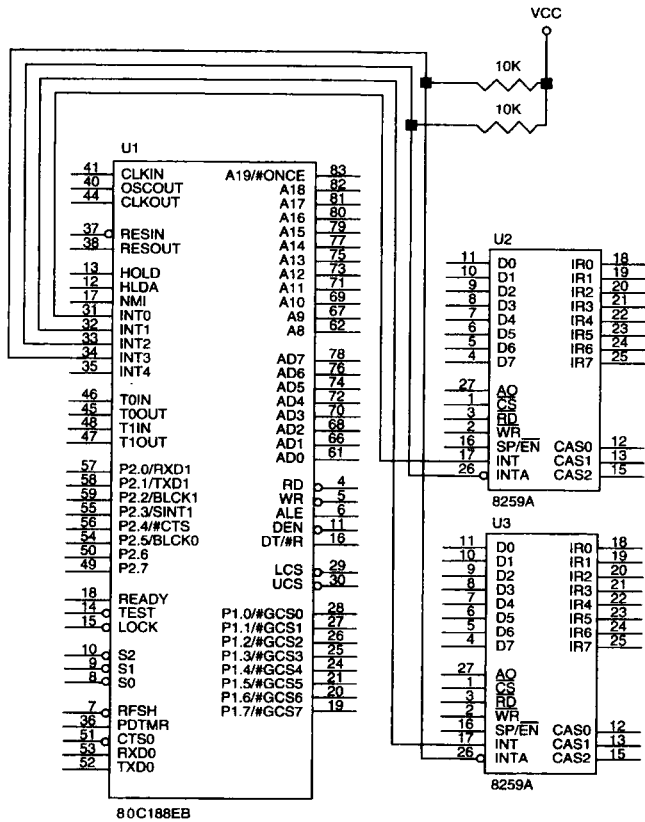 VCC
10K
10K
U1
41 CLKIN
40 OSCOUT
44 CLKOUT
37 RESIN
38 RESOUT
13 HOLD
12 HLDA
17 NMI
31 INT0
32 INT1
33 INT2
34 INT3
35 INT4
46 T0IN
45 T0OUT
48 T1IN
47 T1OUT
57 P2.0/RXD1
58 P2.1/TXD1
59 P2.2/BLCK1
55 P2.3/SINT1
56 P2.4/#CTS
54 P2.5/BLCK0
50 P2.6
49 P2.7
18 READY
14 TEST
15 LOCK
10 S2
9 S1
8 S0
7 RFSH
36 PDTMR
51 CTS0
53 RXD0
52 TXD0
A19/#ONCE 83
A18 82
A17 81
A16 80
A15 79
A14 77
A13 75
A12 73
A11 71
A10 69
A9 67
A8 62
AD7 78
AD6 76
AD5 74
AD4 72
AD3 70
AD2 68
AD1 66
AD0 61
RD 4
WR 5
ALE 6
DEN 11
DT/#R 16
LCS 29
UCS 30
P1.0/#GCS0 28
P1.1/#GCS1 27
P1.2/#GCS2 26
P1.3/#GCS3 25
P1.4/#GCS4 24
P1.5/#GCS5 21
P1.6/#GCS6 20
P1.7/#GCS7 19
80C188EB
U2
11 D0 IR0 18
10 D1 IR1 19
9 D2 IR2 20
8 D3 IR3 21
7 D4 IR4 22
6 D5 IR5 23
5 D6 IR6 24
4 D7 IR7 25
27 AO
1 CS
3 RD
2 WR
16 SP/EN CAS0 12
17 INT CAS1 13
26 INTA CAS2 15
8259A
U3
11 D0 IR0 18
10 D1 IR1 19
9 D2 IR2 20
8 D3 IR3 21
7 D4 IR4 22
6 D5 IR5 23
5 D6 IR6 24
4 D7 IR7 25
27 AO
1 CS
3 RD
2 WR
16 SP/EN CAS0 12
17 INT CAS1 13
26 INTA CAS2 15
8259A